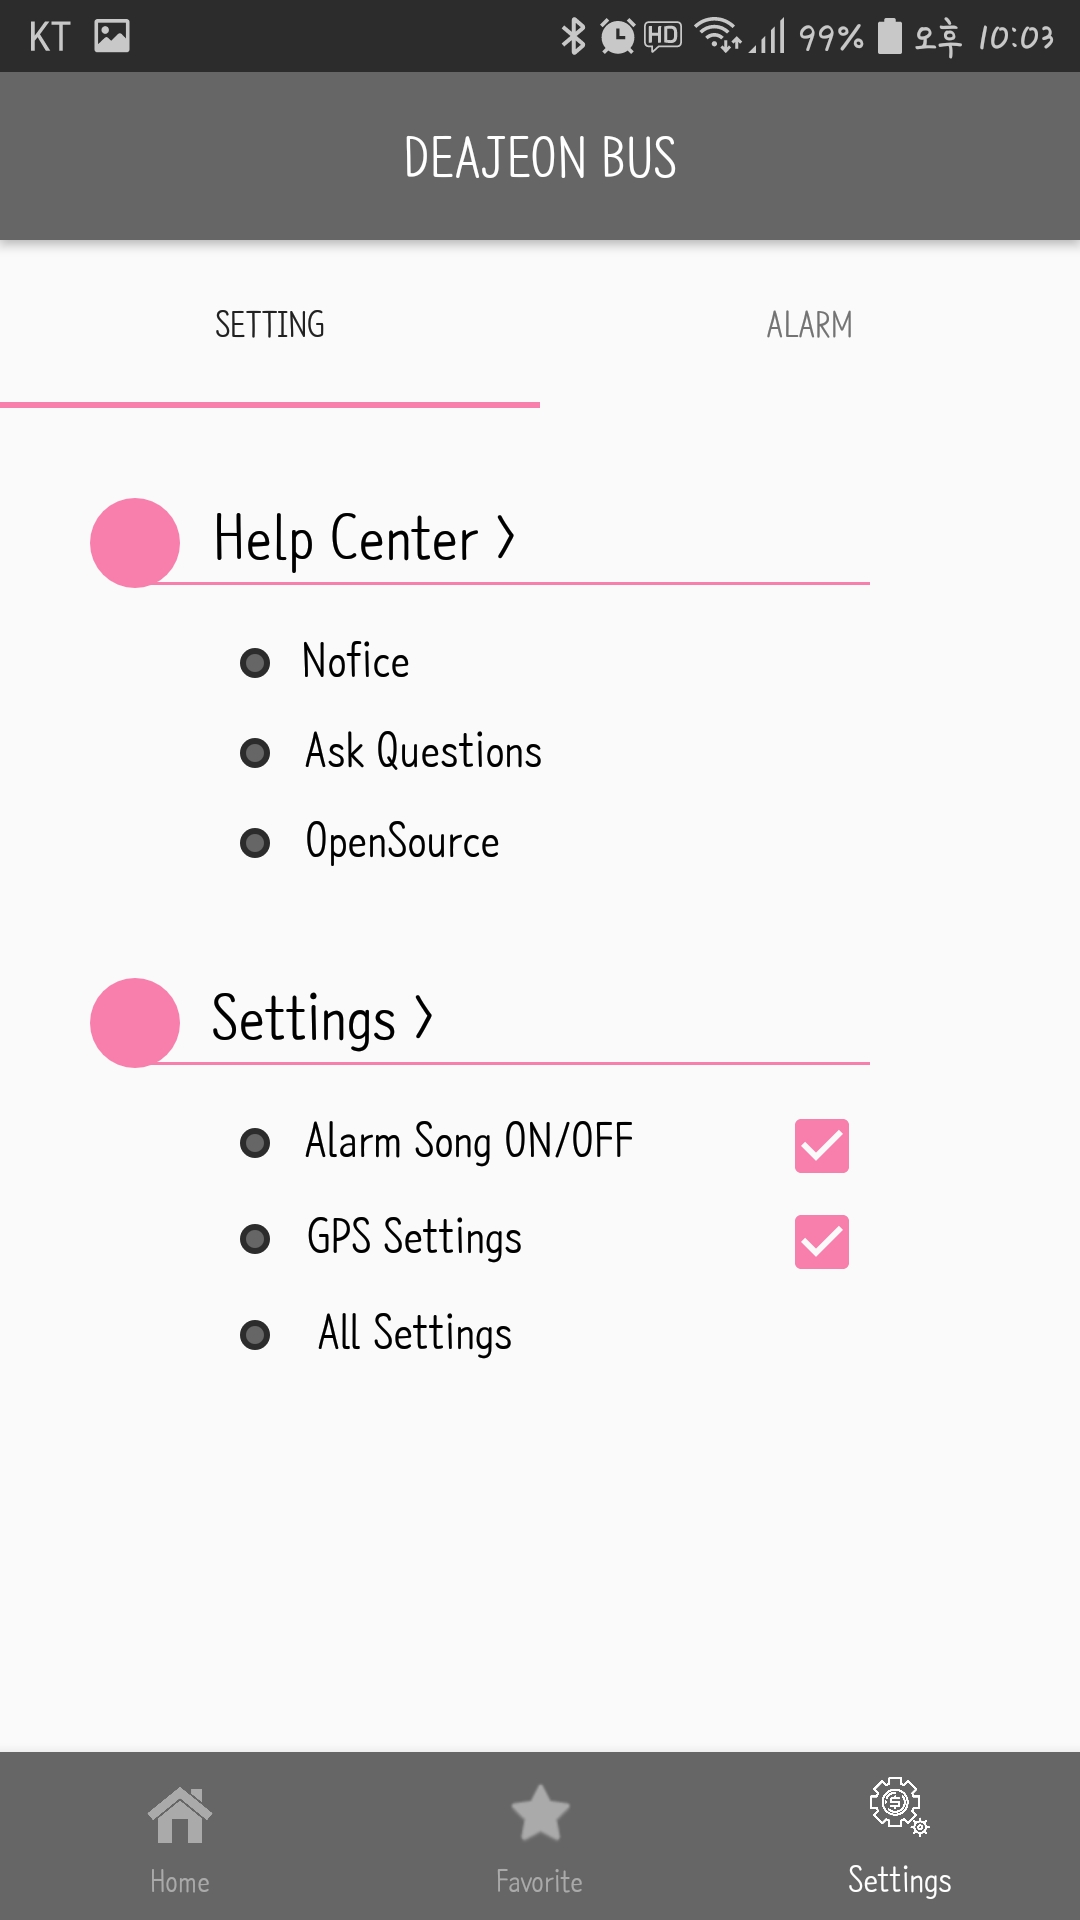 KT HD 99% 오후 10:03
DEAJEON BUS
SETTING ALARM
Help Center >
Nofice
Ask Questions
OpenSource
Settings >
Alarm Song ON/OFF
GPS Settings
All Settings
Home Favorite Settings